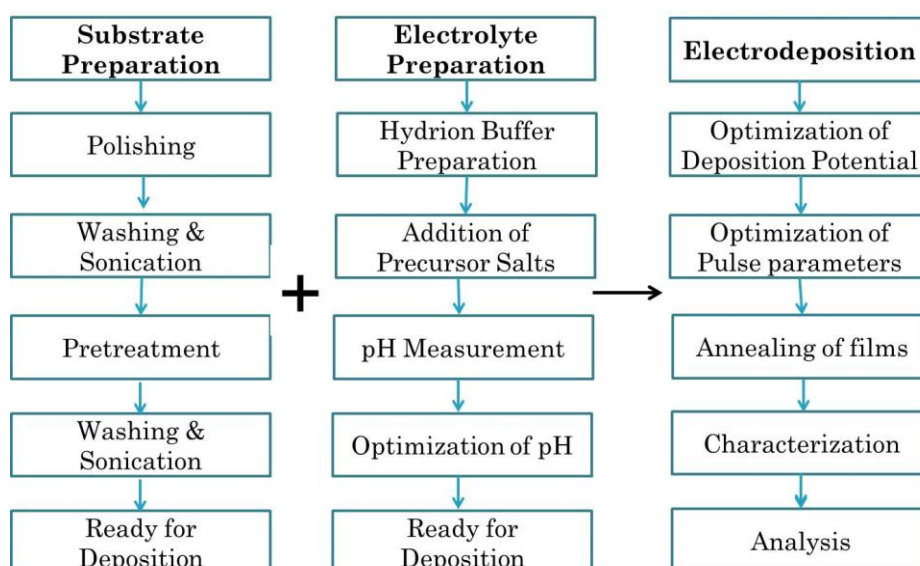 Substrate
Preparation
Polishing
Washing &
Sonication
Pretreatment
Washing &
Sonication
Ready for
Deposition
+
Electrolyte
Preparation
Hydrion Buffer
Preparation
Addition of
Precursor Salts
pH Measurement
Optimization of pH
Ready for
Deposition
Electrodeposition
Optimization of
Deposition Potential
Optimization of
Pulse parameters
Annealing of films
Characterization
Analysis